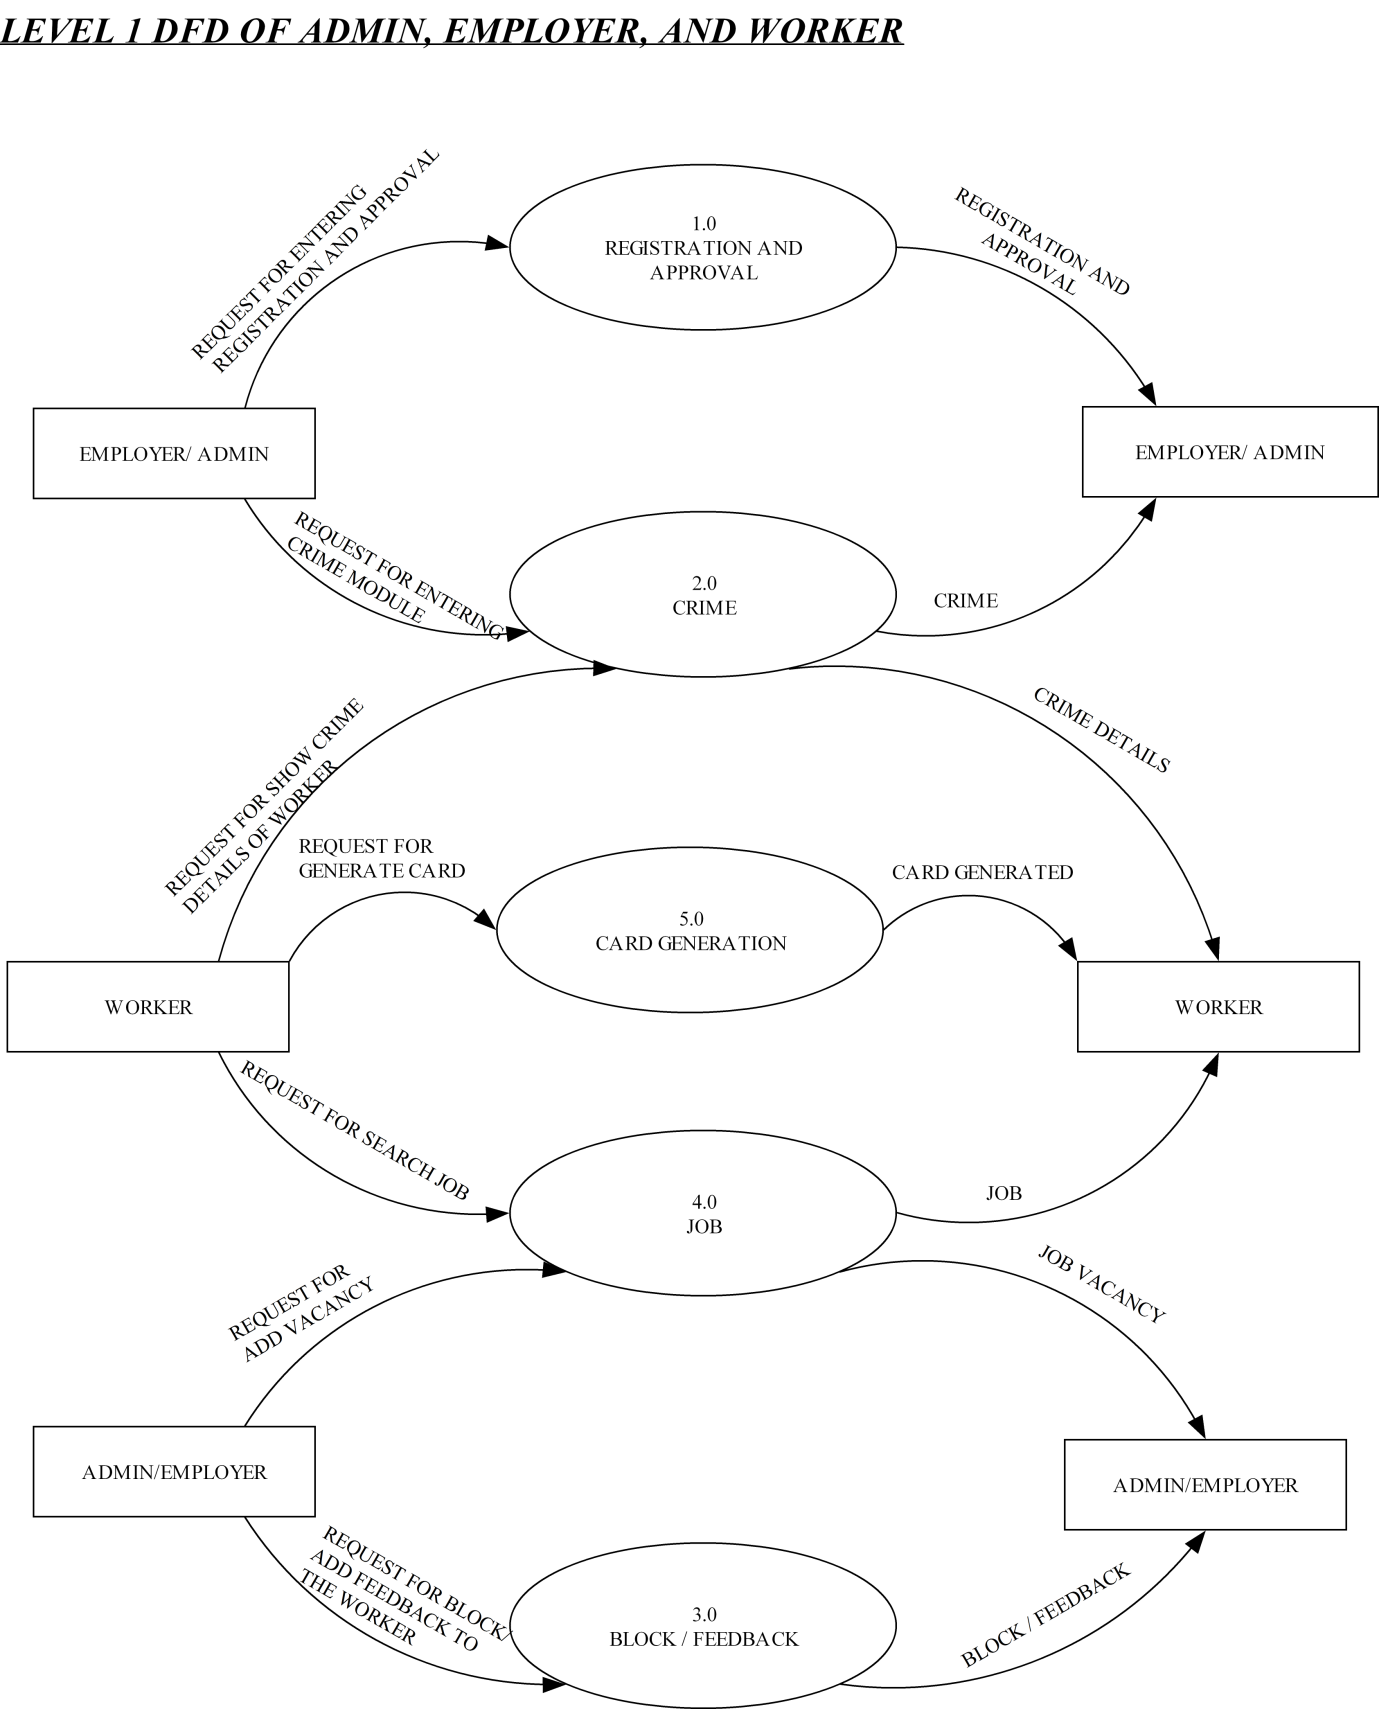 LEVEL 1 DFD OF ADMIN, EMPLOYER, AND WORKER
REQUEST FOR ENTERING
REGISTRATION AND APPROVAL
1.0
REGISTRATION AND
APPROVAL
REGISTRATION AND
APPROVAL
EMPLOYER/ ADMIN
EMPLOYER/ ADMIN
REQUEST FOR ENTERING
CRIME MODULE
2.0
CRIME
CRIME
REQUEST FOR SHOW CRIME
DETAILS OF WORKER
CRIME DETAILS
REQUEST FOR
GENERATE CARD
5.0
CARD GENERATION
CARD GENERATED
WORKER
WORKER
REQUEST FOR SEARCH JOB
4.0
JOB
JOB
REQUEST FOR
ADD VACANCY
JOB VACANCY
ADMIN/EMPLOYER
ADMIN/EMPLOYER
REQUEST FOR BLOCK/
ADD FEEDBACK TO
THE WORKER
3.0
BLOCK / FEEDBACK
BLOCK / FEEDBACK